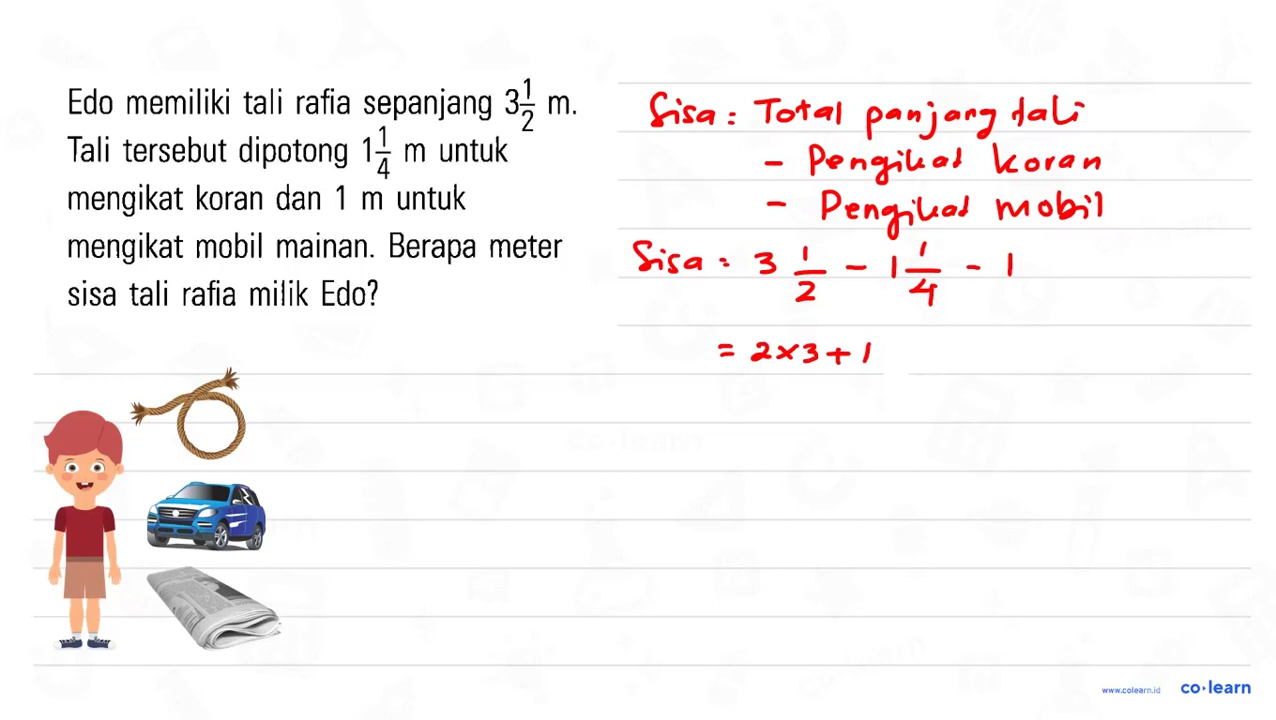 Edo memiliki tali rafia sepanjang 3 1/2 m.
Tali tersebut dipotong 1 1/4 m untuk
mengikat koran dan 1 m untuk
mengikat mobil mainan. Berapa meter
sisa tali rafia milik Edo?
Sisa : Total panjang tali
- Pengikat koran
- Pengikat mobil
Sisa : 3 1/2 - 1 1/4 - 1
= 2 x 3 + 1
co·learn
www.colearn.id co·learn